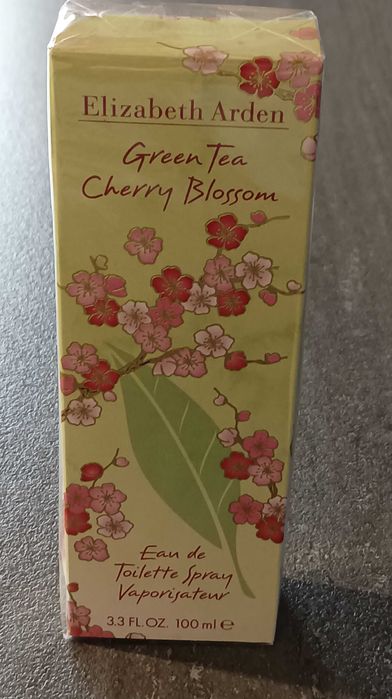 Elizabeth Arden
Green Tea
Cherry Blossom
Eau de
Toilette Spray
Vaporisateur
3.3 FL.OZ. 100 ml ℮